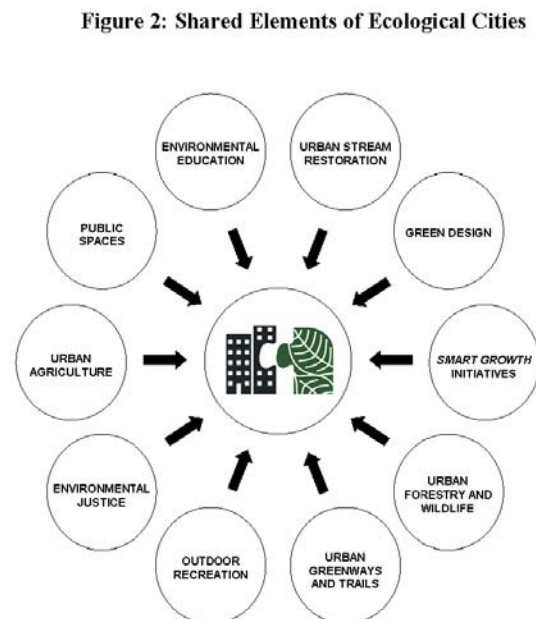 Figure 2: Shared Elements of Ecological Cities
ENVIRONMENTAL
EDUCATION
URBAN STREAM
RESTORATION
PUBLIC
SPACES
GREEN DESIGN
URBAN
AGRICULTURE
SMART GROWTH
INITIATIVES
ENVIRONMENTAL
JUSTICE
URBAN
FORESTRY AND
WILDLIFE
OUTDOOR
RECREATION
URBAN
GREENWAYS
AND TRAILS